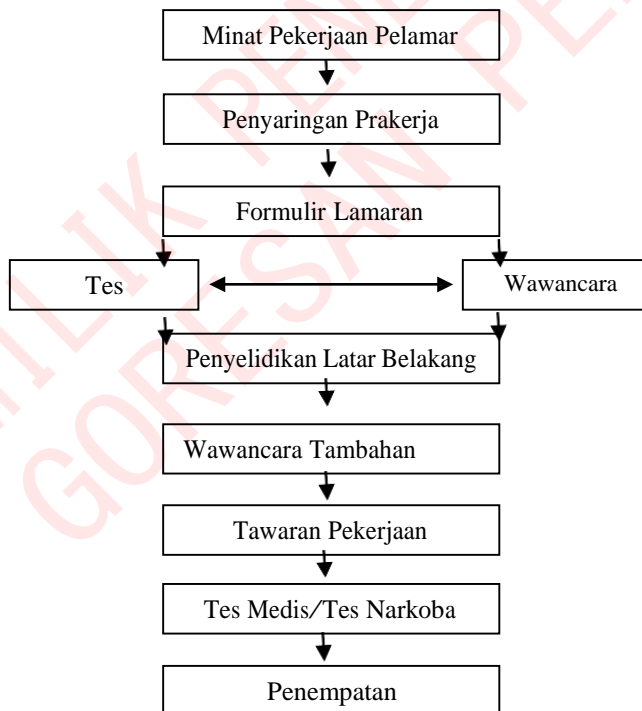 Minat Pekerjaan Pelamar
Penyaringan Prakerja
Formulir Lamaran
Tes
Wawancara
Penyelidikan Latar Belakang
Wawancara Tambahan
Tawaran Pekerjaan
Tes Medis/Tes Narkoba
Penempatan
GORESAN